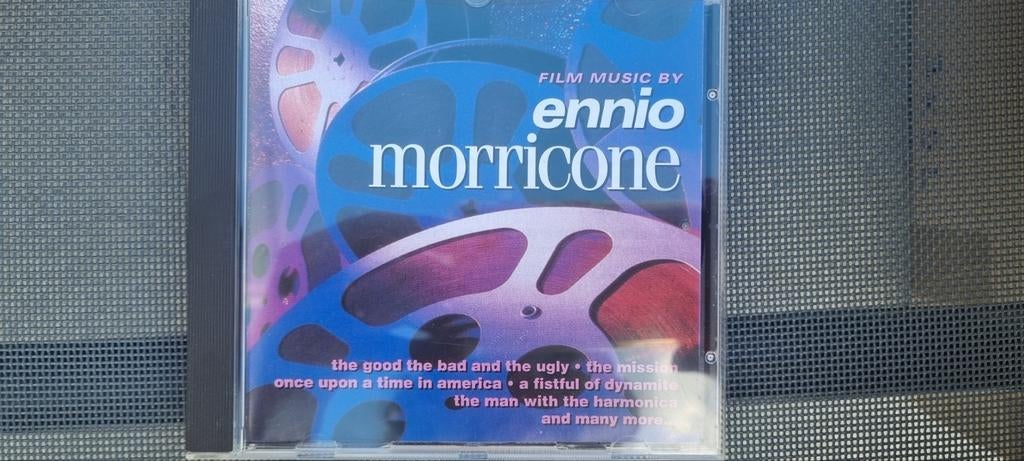 FILM MUSIC BY
ennio
morricone
the good the bad and the ugly • the mission
once upon a time in america • a fistful of dynamite
the man with the harmonica
and many more...